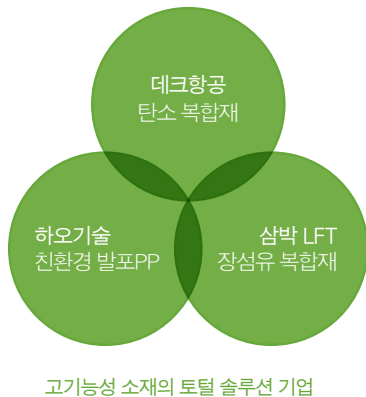 데크항공
탄소 복합재
하오기술
친환경 발포PP
삼박 LFT
장섬유 복합재
고기능성 소재의 토털 솔루션 기업